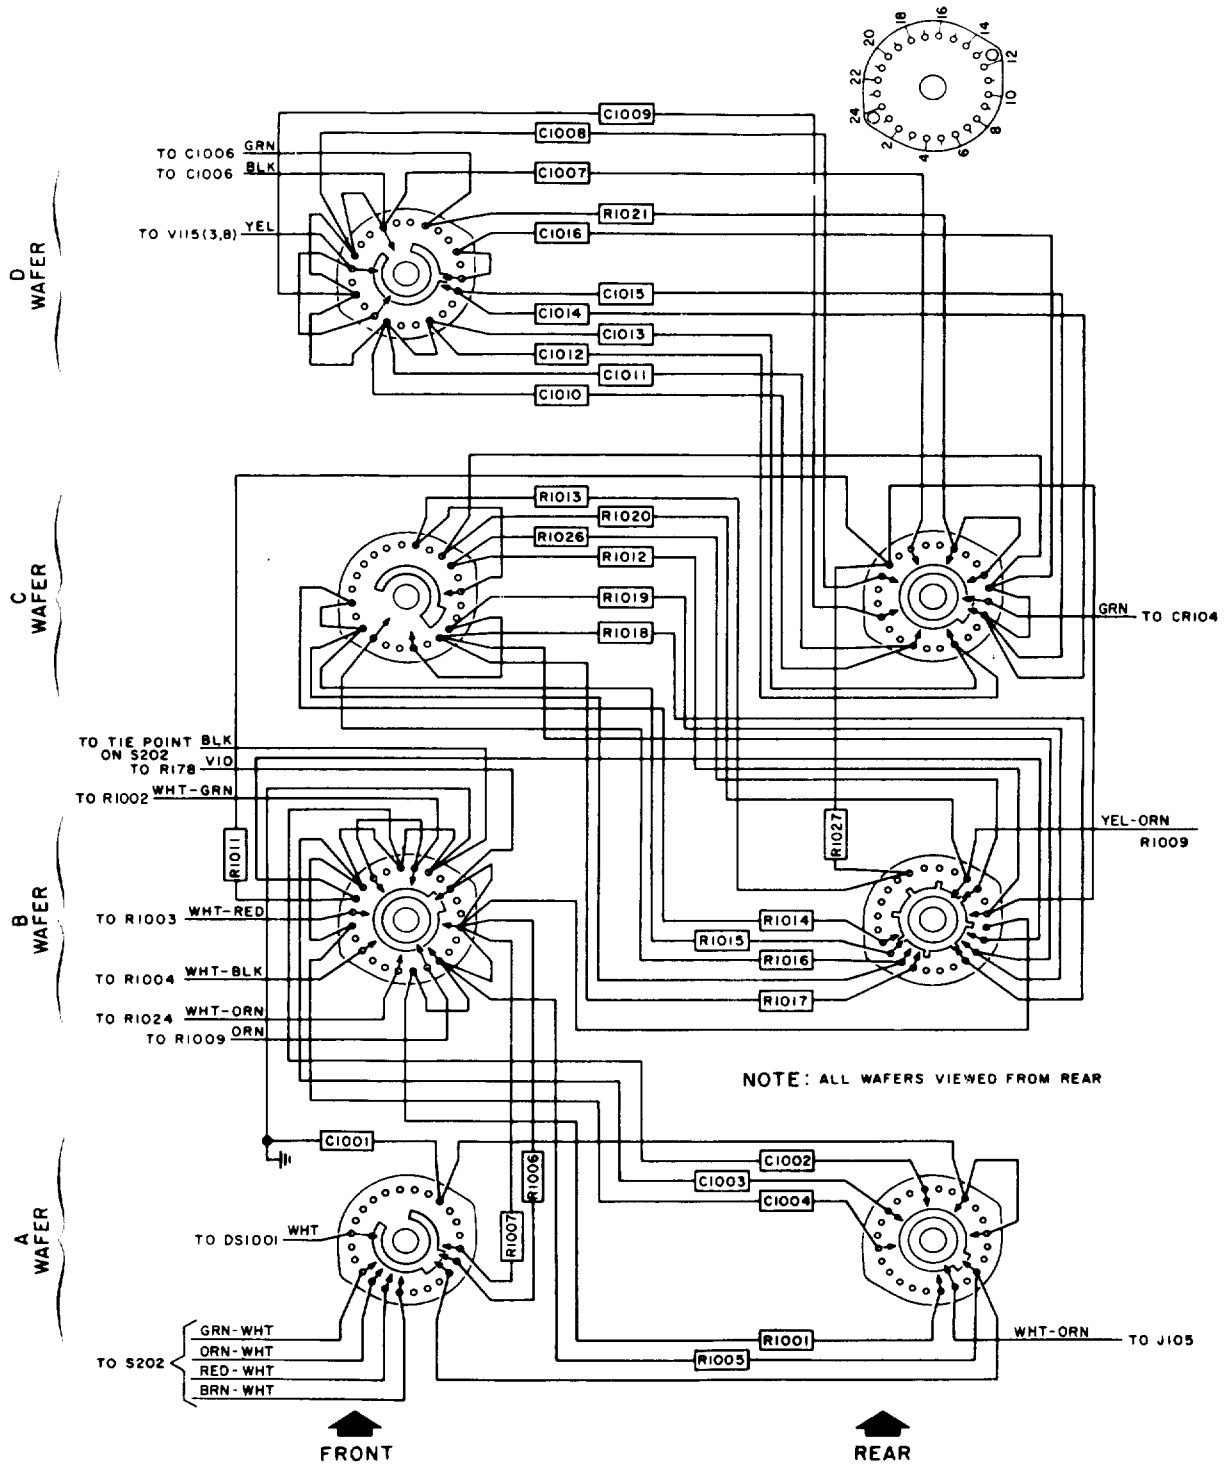 16
18
14
20
12
22
10
24
8
2
6
4
C1009
C1008
TO C1006 GRN
TO C1006 BLK
C1007
R1021
TO V115(3,8) YEL
C1016
D
WAFER
C1015
C1014
C1013
C1012
C1011
C1010
R1013
R1020
R1026
R1012
C
WAFER
R1019
GRN TO CR104
R1018
TO TIE POINT BLK
ON S202
TO R178 VIO
TO R1002 WHT-GRN
YEL-ORN
R1009
R1027
R1011
B
WAFER
TO R1003 WHT-RED
R1014
R1015
R1016
TO R1004 WHT-BLK
R1017
TO R1024 WHT-ORN
TO R1009 ORN
NOTE: ALL WAFERS VIEWED FROM REAR
C1001
C1002
R1006
C1003
C1004
A
WAFER
TO DS1001 WHT
R1007
GRN-WHT
R1001
WHT-ORN TO J105
ORN-WHT
TO S202
R1005
RED-WHT
BRN-WHT
FRONT
REAR